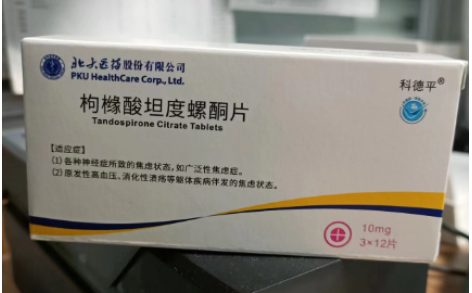 北大医药股份有限公司
PKU HealthCare Corp., Ltd.
科德平®
枸橼酸坦度螺酮片
Tandospirone Citrate Tablets
【适应症】
(1) 各种神经症所致的焦虑状态，如广泛性焦虑症。
(2) 原发性高血压、消化性溃疡等躯体疾病伴发的焦虑状态。
10mg
3×12片